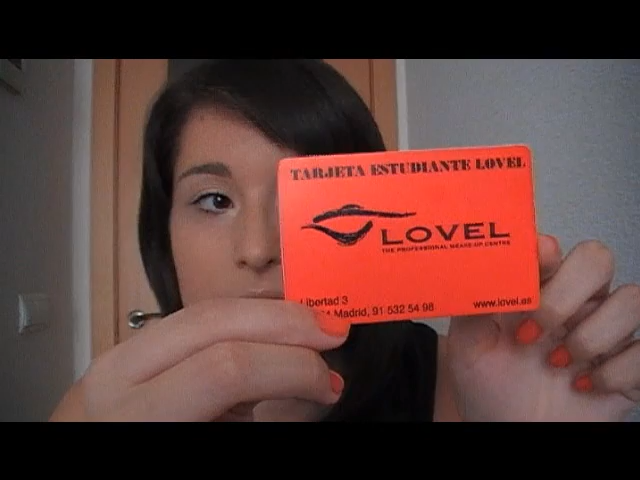 TARJETA ESTUDIANTE LOVEL
LOVEL
THE PROFESSIONAL MAKE-UP CENTRE
Libertad 3
Madrid, 91 532 54 98
www.lovel.es